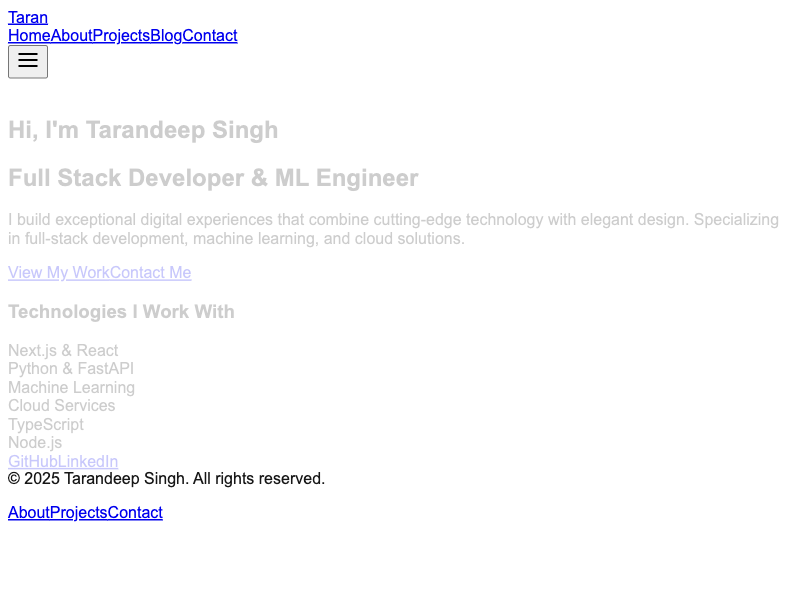 Taran
HomeAboutProjectsBlogContact
Hi, I'm Tarandeep Singh
Full Stack Developer & ML Engineer
I build exceptional digital experiences that combine cutting-edge technology with elegant design. Specializing
in full-stack development, machine learning, and cloud solutions.
View My WorkContact Me
Technologies I Work With
Next.js & React
Python & FastAPI
Machine Learning
Cloud Services
TypeScript
Node.js
GitHubLinkedIn
© 2025 Tarandeep Singh. All rights reserved.
AboutProjectsContact